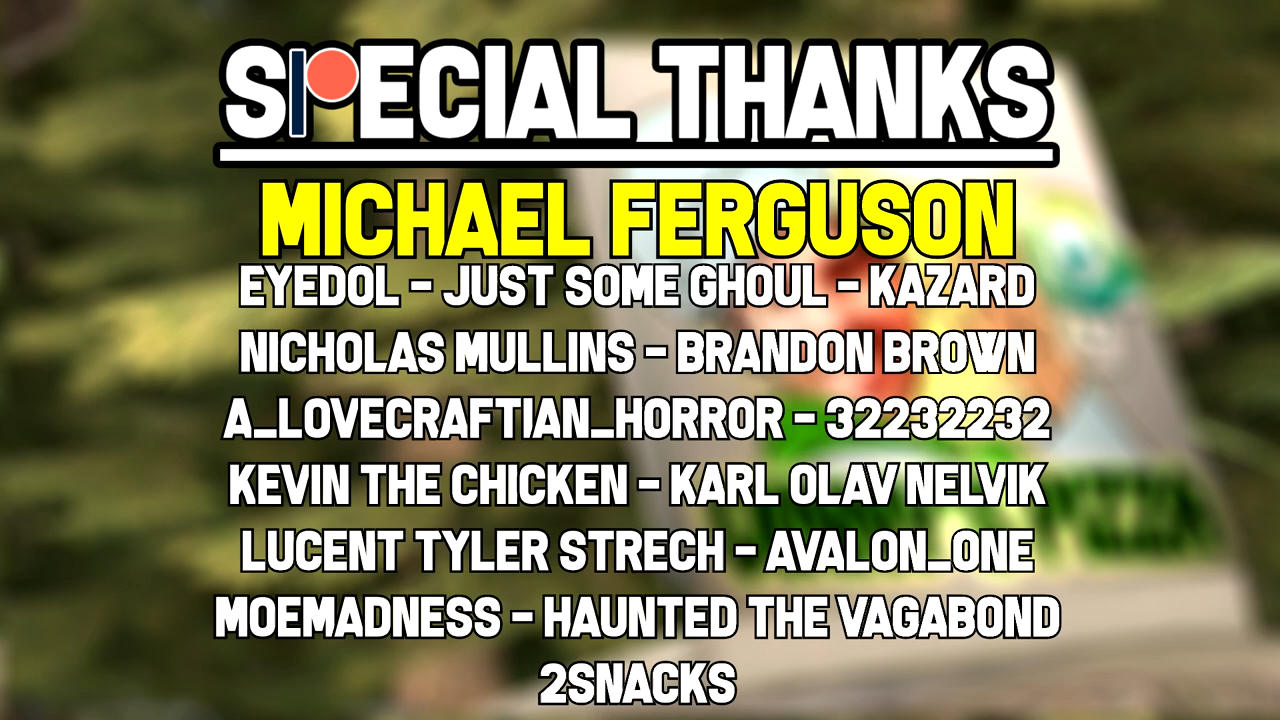 SPECIAL THANKS
MICHAEL FERGUSON
EYEDOL - JUST SOME GHOUL - KAZARD
NICHOLAS MULLINS - BRANDON BROWN
A_LOVECRAFTIAN_HORROR - 32232232
KEVIN THE CHICKEN - KARL OLAV NELVIK
LUCENT TYLER STRECH - AVALON_ONE
MOEMADNESS - HAUNTED THE VAGABOND
2SNACKS